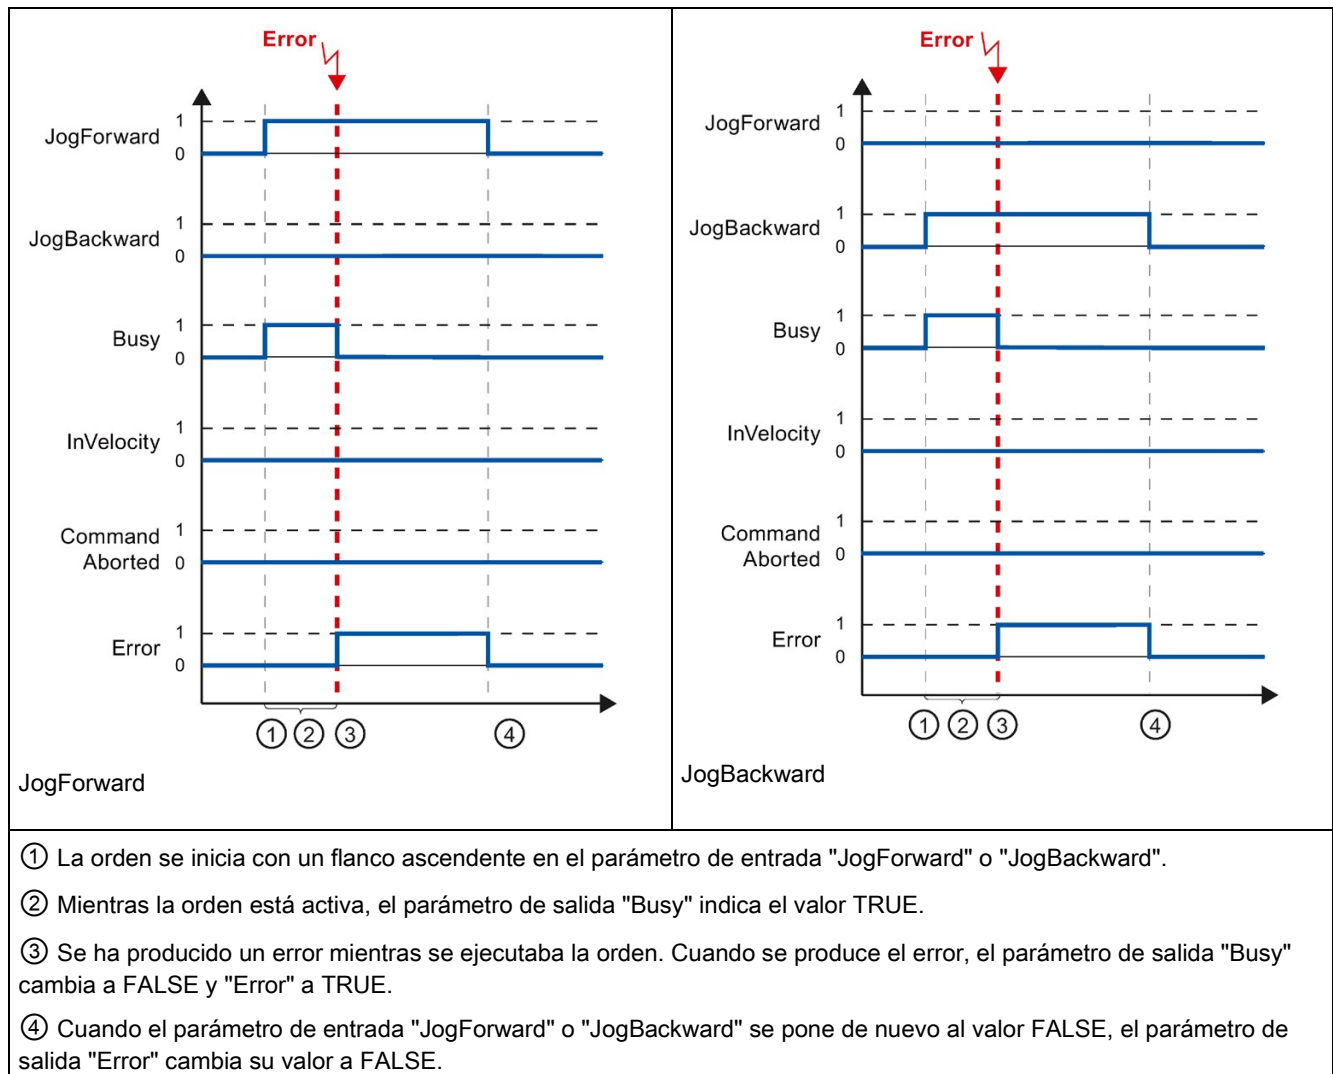 Error
JogForward
1
0
JogBackward
1
0
Busy
1
0
InVelocity
1
0
Command
Aborted
1
0
Error
1
0
① ② ③ ④
JogForward
Error
JogForward
1
0
JogBackward
1
0
Busy
1
0
InVelocity
1
0
Command
Aborted
1
0
Error
1
0
① ② ③ ④
JogBackward
① La orden se inicia con un flanco ascendente en el parámetro de entrada "JogForward" o "JogBackward".
② Mientras la orden está activa, el parámetro de salida "Busy" indica el valor TRUE.
③ Se ha producido un error mientras se ejecutaba la orden. Cuando se produce el error, el parámetro de salida "Busy"
cambia a FALSE y "Error" a TRUE.
④ Cuando el parámetro de entrada "JogForward" o "JogBackward" se pone de nuevo al valor FALSE, el parámetro de
salida "Error" cambia su valor a FALSE.